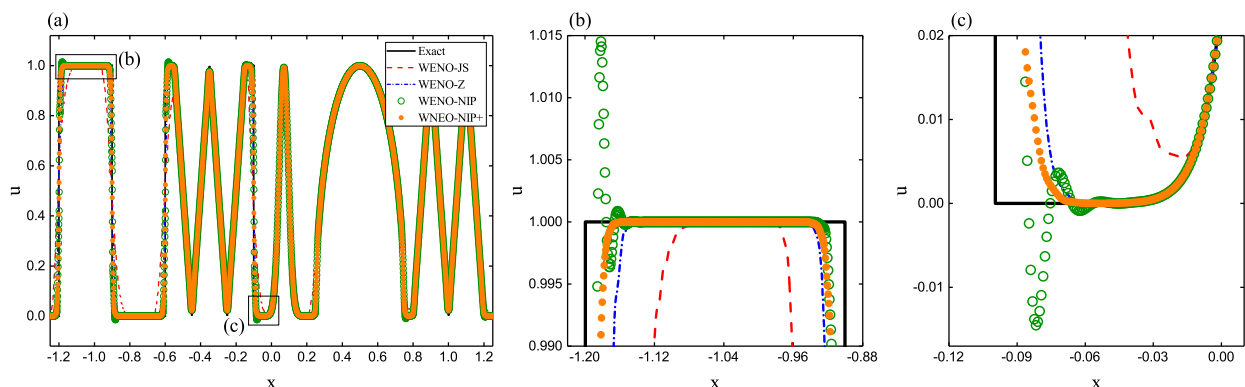 (a)
1.0
0.8
0.6
0.4
0.2
0.0
u
-1.2 -1.0 -0.8 -0.6 -0.4 -0.2 0.0 0.2 0.4 0.6 0.8 1.0 1.2
x
(b)
(c)
Exact
WENO-JS
WENO-Z
WENO-NIP
WNEO-NIP+
(b)
1.015
1.010
1.005
1.000
0.995
0.990
u
-1.20 -1.12 -1.04 -0.96 -0.88
x
(c)
0.02
0.01
0.00
-0.01
u
-0.12 -0.09 -0.06 -0.03 0.00
x